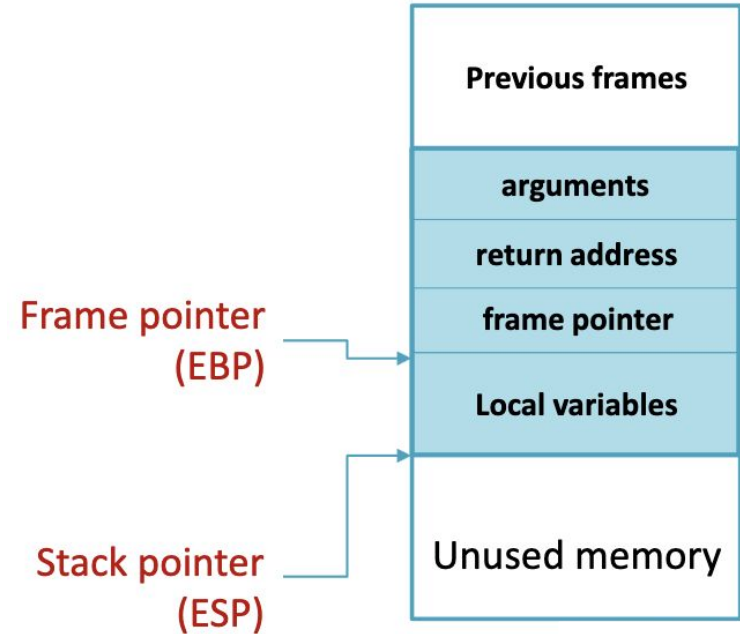 Previous frames
arguments
return address
frame pointer
Local variables
Unused memory
Frame pointer
(EBP)
Stack pointer
(ESP)